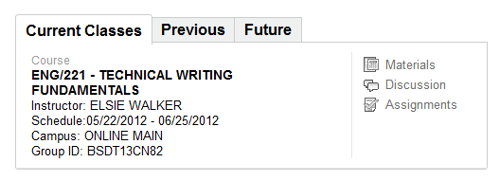 Current Classes Previous Future
Course
ENG/221 - TECHNICAL WRITING
FUNDAMENTALS
Instructor: ELSIE WALKER
Schedule:05/22/2012 - 06/25/2012
Campus: ONLINE MAIN
Group ID: BSDT13CN82
Materials
Discussion
Assignments